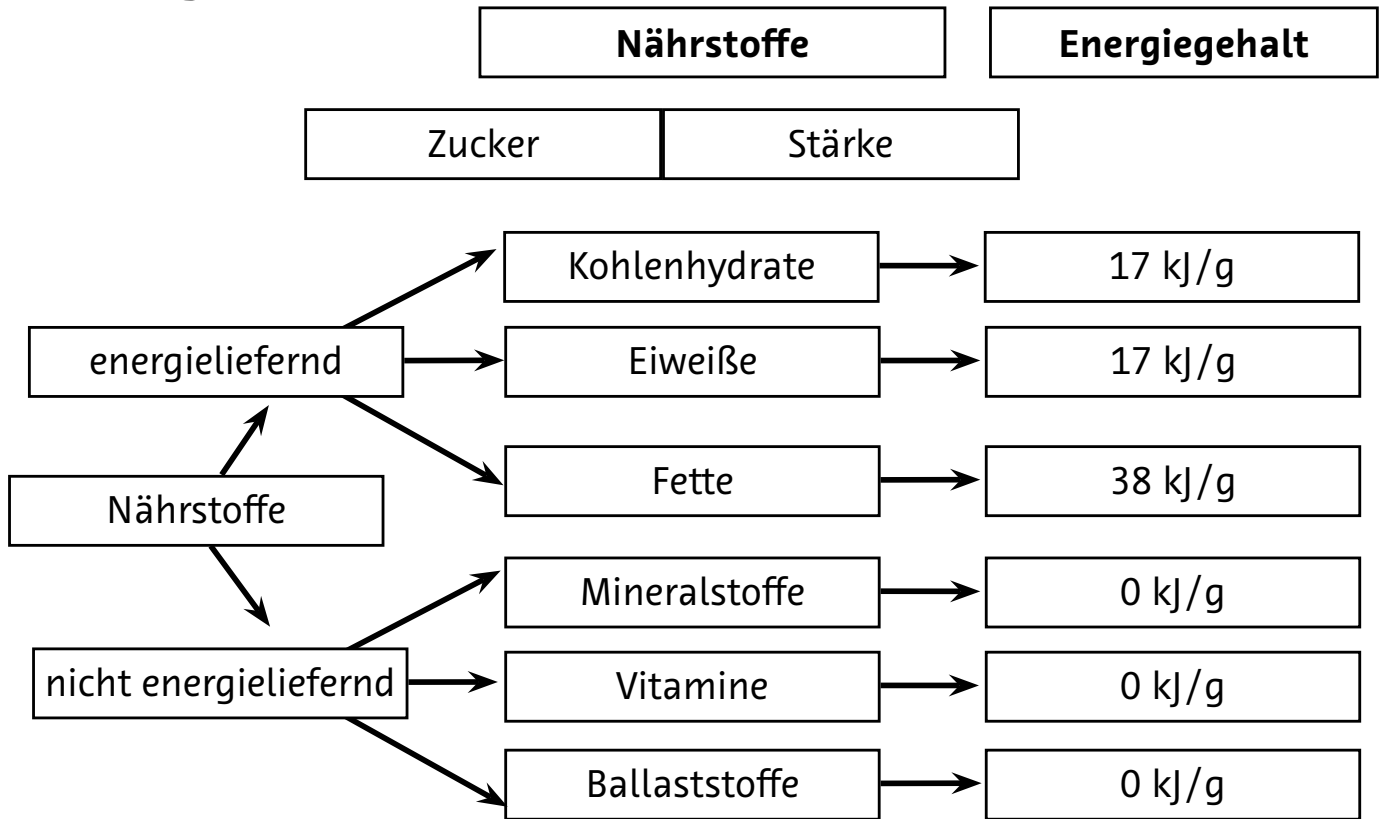 Nährstoffe Energiegehalt
Zucker Stärke
Kohlenhydrate 17 kJ/g
energieliefernd Eiweiße 17 kJ/g
Fette 38 kJ/g
Nährstoffe
Mineralstoffe 0 kJ/g
nicht energieliefernd Vitamine 0 kJ/g
Ballaststoffe 0 kJ/g